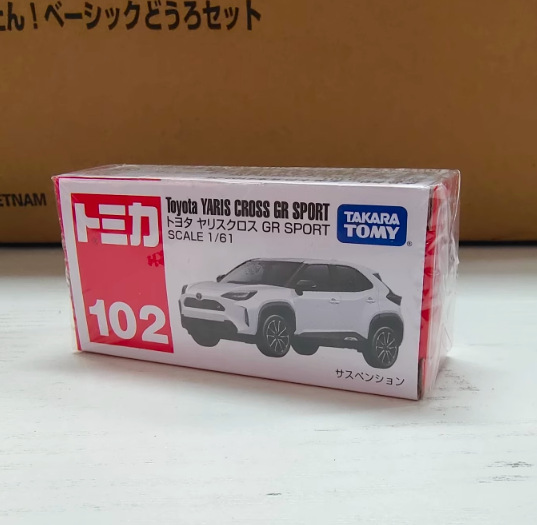 ん！ベーシックどうろセット
ETNAM
トミカ
102
Toyota YARIS CROSS GR SPORT
トヨタ ヤリスクロス GR SPORT
SCALE 1/61
TAKARA
TOMY
サスペンション